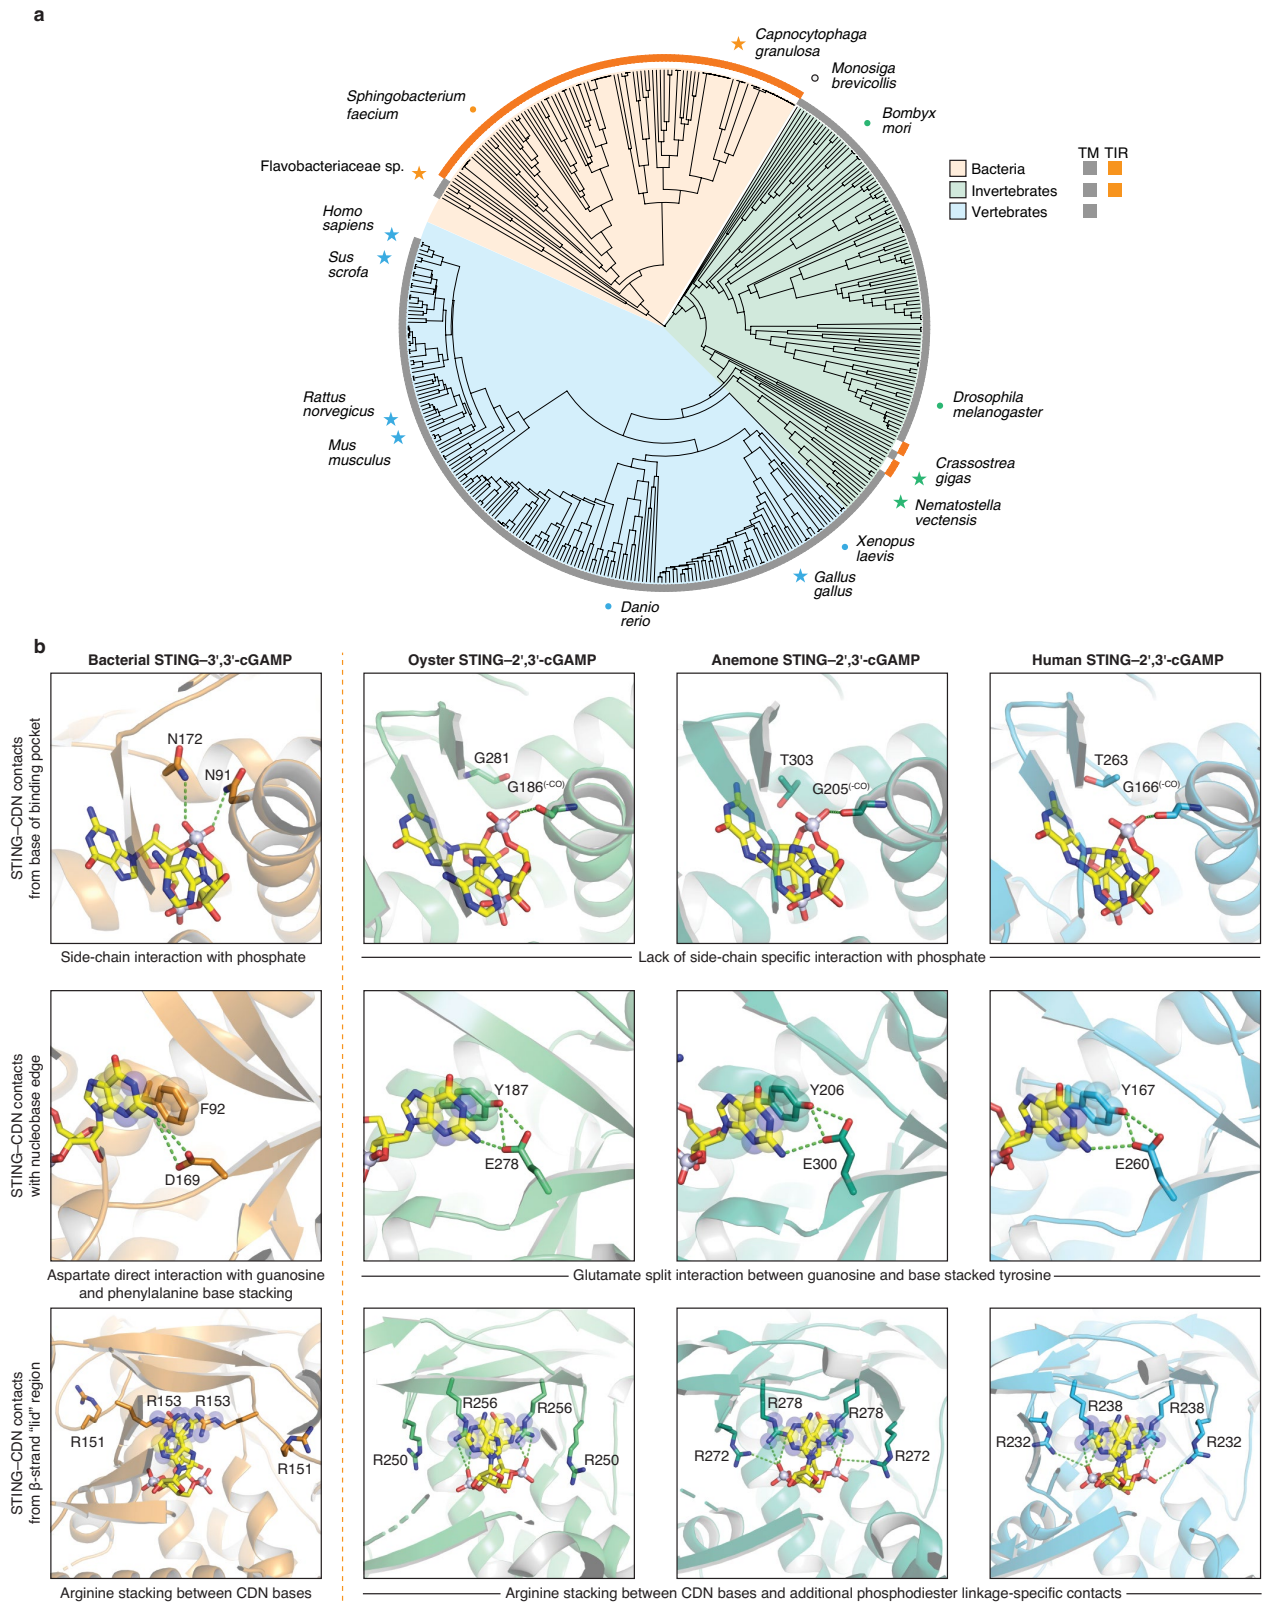 a
Capnocytophaga
granulosa
Monosiga
brevicollis
Sphingobacterium
faecium
Bombyx
mori
Flavobacteriaceae sp.
TM TIR
Bacteria
Invertebrates
Vertebrates
Homo
sapiens
Sus
scrofa
Rattus
norvegicus
Mus
musculus
Drosophila
melanogaster
Crassostrea
gigas
Nematostella
vectensis
Xenopus
laevis
Gallus
gallus
Danio
rerio
b
Bacterial STING–3',3'-cGAMP
Oyster STING–2',3'-cGAMP
Anemone STING–2',3'-cGAMP
Human STING–2',3'-cGAMP
STING–CDN contacts
from base of binding pocket
N172
N91
G281
G186(-CO)
T303
G205(-CO)
T263
G166(-CO)
Side-chain interaction with phosphate
Lack of side-chain specific interaction with phosphate
STING–CDN contacts
with nucleobase edge
F92
D169
Y187
E278
Y206
E300
Y167
E260
Aspartate direct interaction with guanosine
and phenylalanine base stacking
Glutamate split interaction between guanosine and base stacked tyrosine
STING–CDN contacts
from β-strand “lid” region
R153 R153
R151
R151
R256
R256
R250
R250
R278
R278
R272
R272
R238
R238
R232
R232
Arginine stacking between CDN bases
Arginine stacking between CDN bases and additional phosphodiester linkage-specific contacts